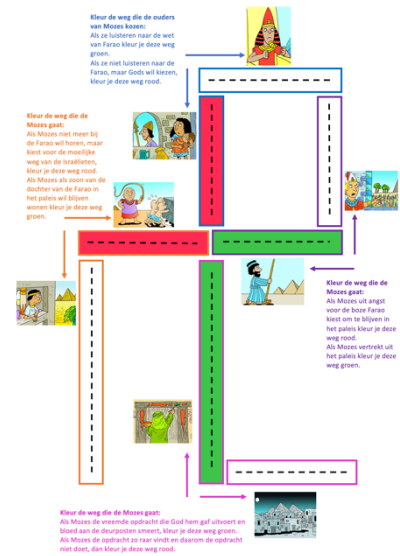 Kleur de weg die de ouders
van Mozes kozen:
Als ze luisteren naar de wet
van Farao kleur je deze weg
groen.
Als ze niet luisteren naar de
Farao, maar Gods wil kiezen,
kleur je deze weg rood.
Kleur de weg die de
Mozes gaat:
Als Mozes niet meer bij
de Farao wil horen, maar
kiest voor de moeilijke
weg van de Israëlieten,
kleur je deze weg rood.
Als Mozes als zoon van de
dochter van de Farao in
het paleis wil blijven
wonen kleur je deze weg
groen.
Kleur de weg die de
Mozes gaat:
Als Mozes uit angst
voor de boze Farao
kiest om te blijven in
het paleis kleur je deze
weg rood.
Als Mozes vertrekt uit
het paleis kleur je deze
weg groen.
Kleur de weg die de Mozes gaat:
Als Mozes de vreemde opdracht die God hem gaf uitvoert en
bloed aan de deurposten smeert, kleur je deze weg groen.
Als Mozes de opdracht zo raar vindt en daarom de opdracht
niet doet, dan kleur je deze weg rood.